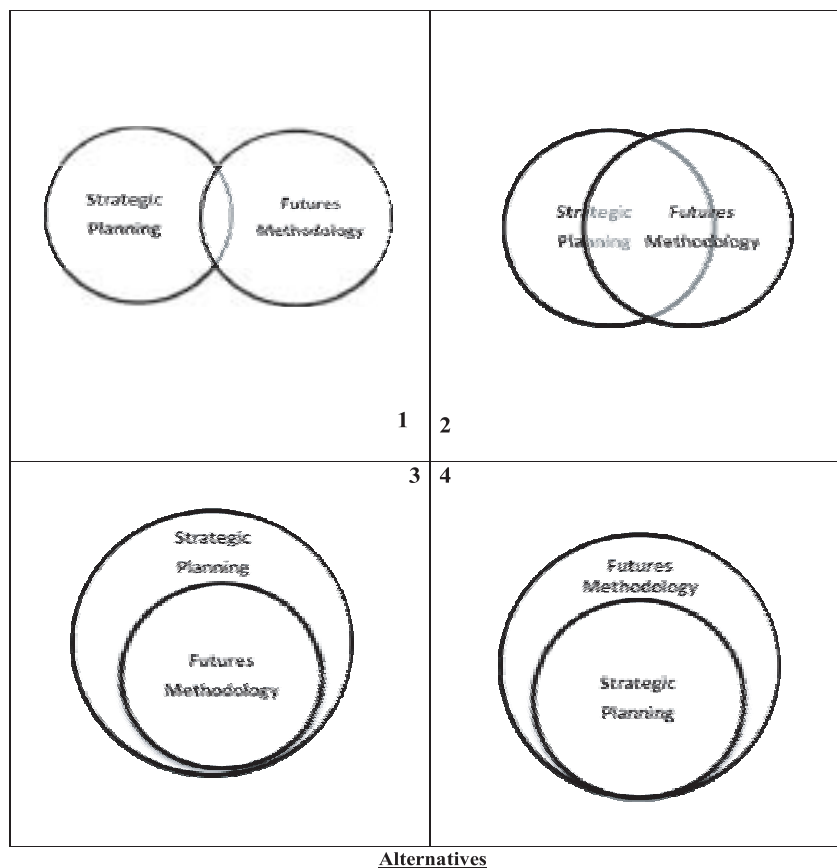 Strategic
Planning
Futures
Methodology
Strategic
Planning
Futures
Methodology
1
2
3
4
Strategic
Planning
Futures
Methodology
Futures
Methodology
Strategic
Planning
Alternatives